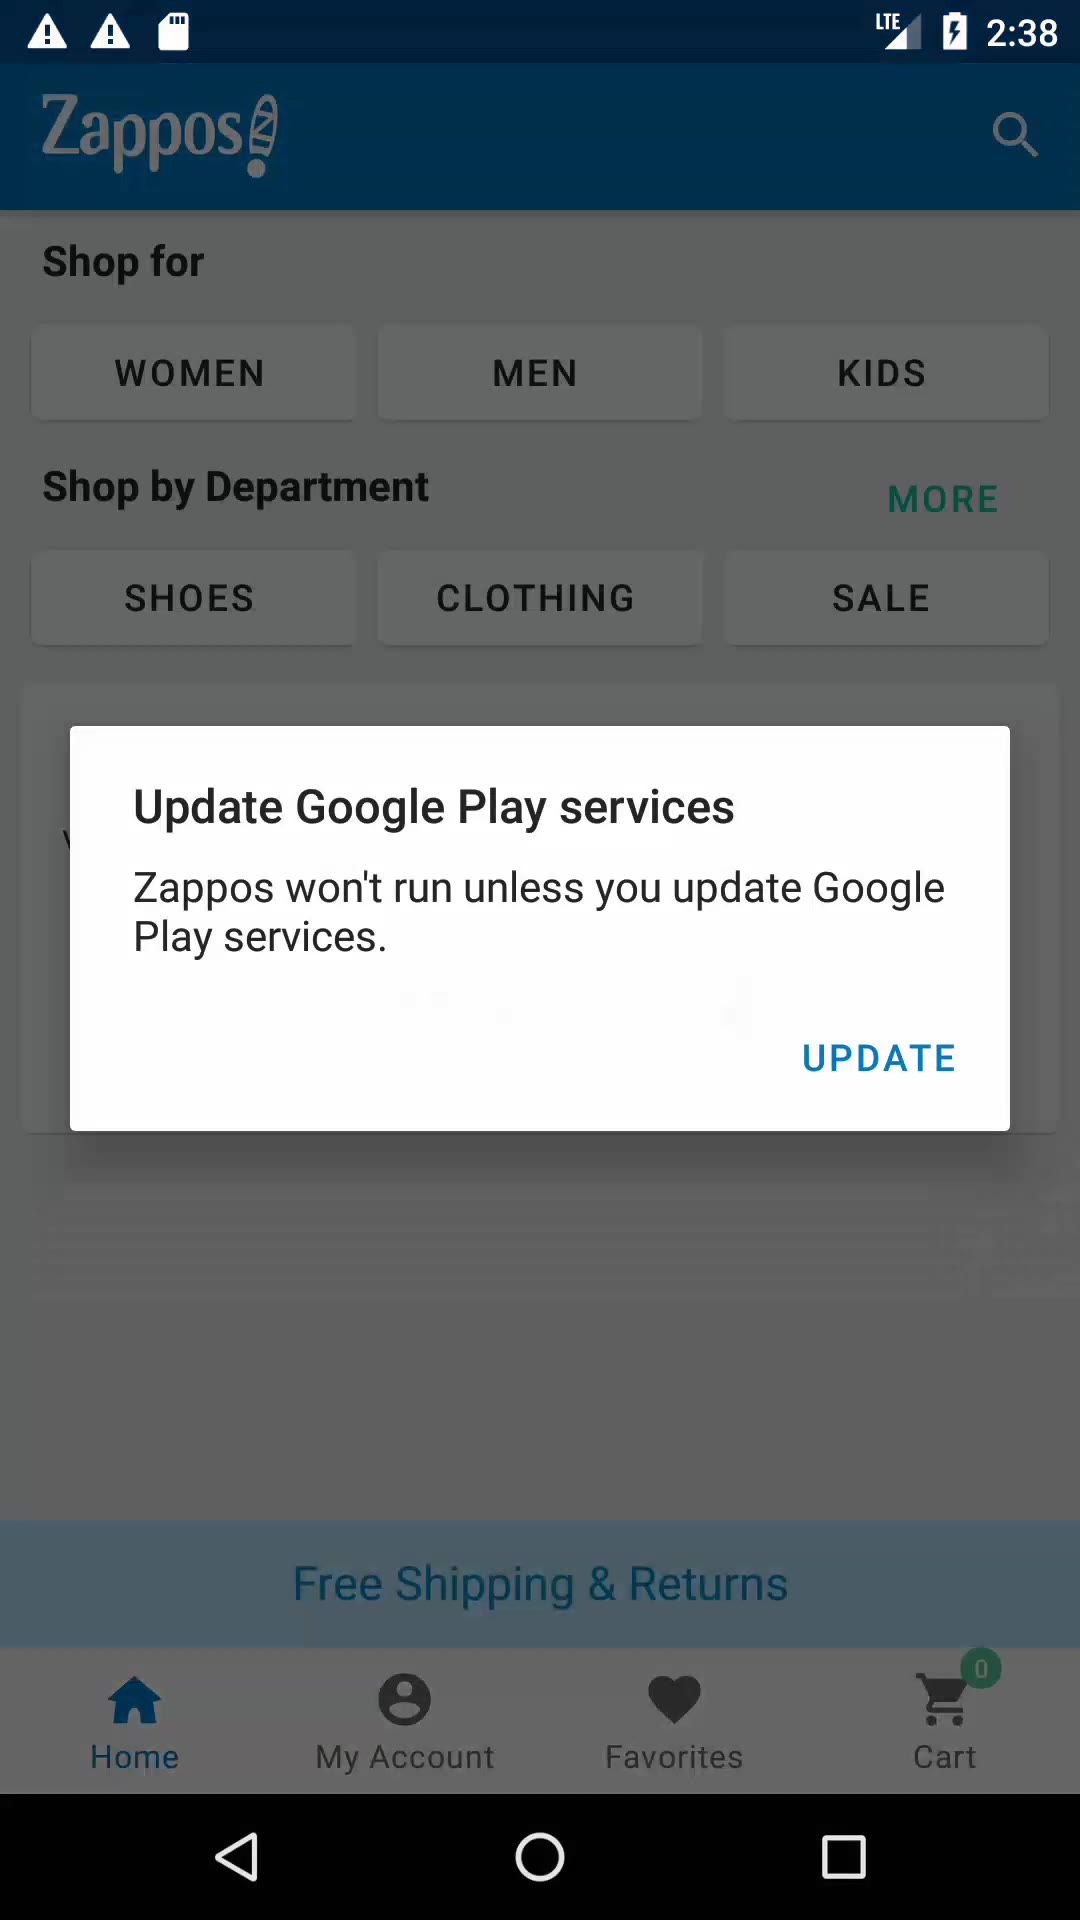 LTE 2:38
Zappos
Shop for
WOMEN MEN KIDS
Shop by Department MORE
SHOES CLOTHING SALE
Update Google Play services
Zappos won't run unless you update Google
Play services.
UPDATE
Free Shipping & Returns
0
Home My Account Favorites Cart